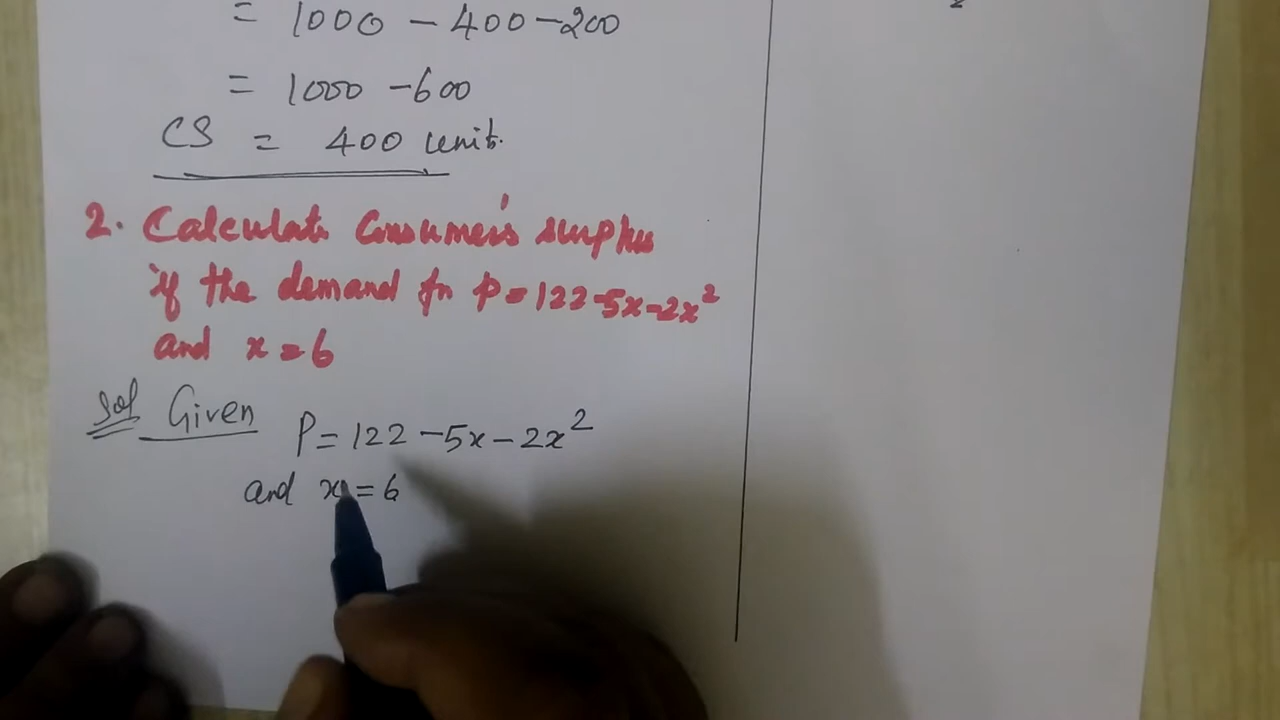 = 1000 - 400 - 200
= 1000 - 600
CS = 400 units.
2. Calculate Consumer's surplus
if the demand fn P = 122-5x-2x²
and x = 6
Sol Given P = 122 - 5x - 2x²
and x = 6